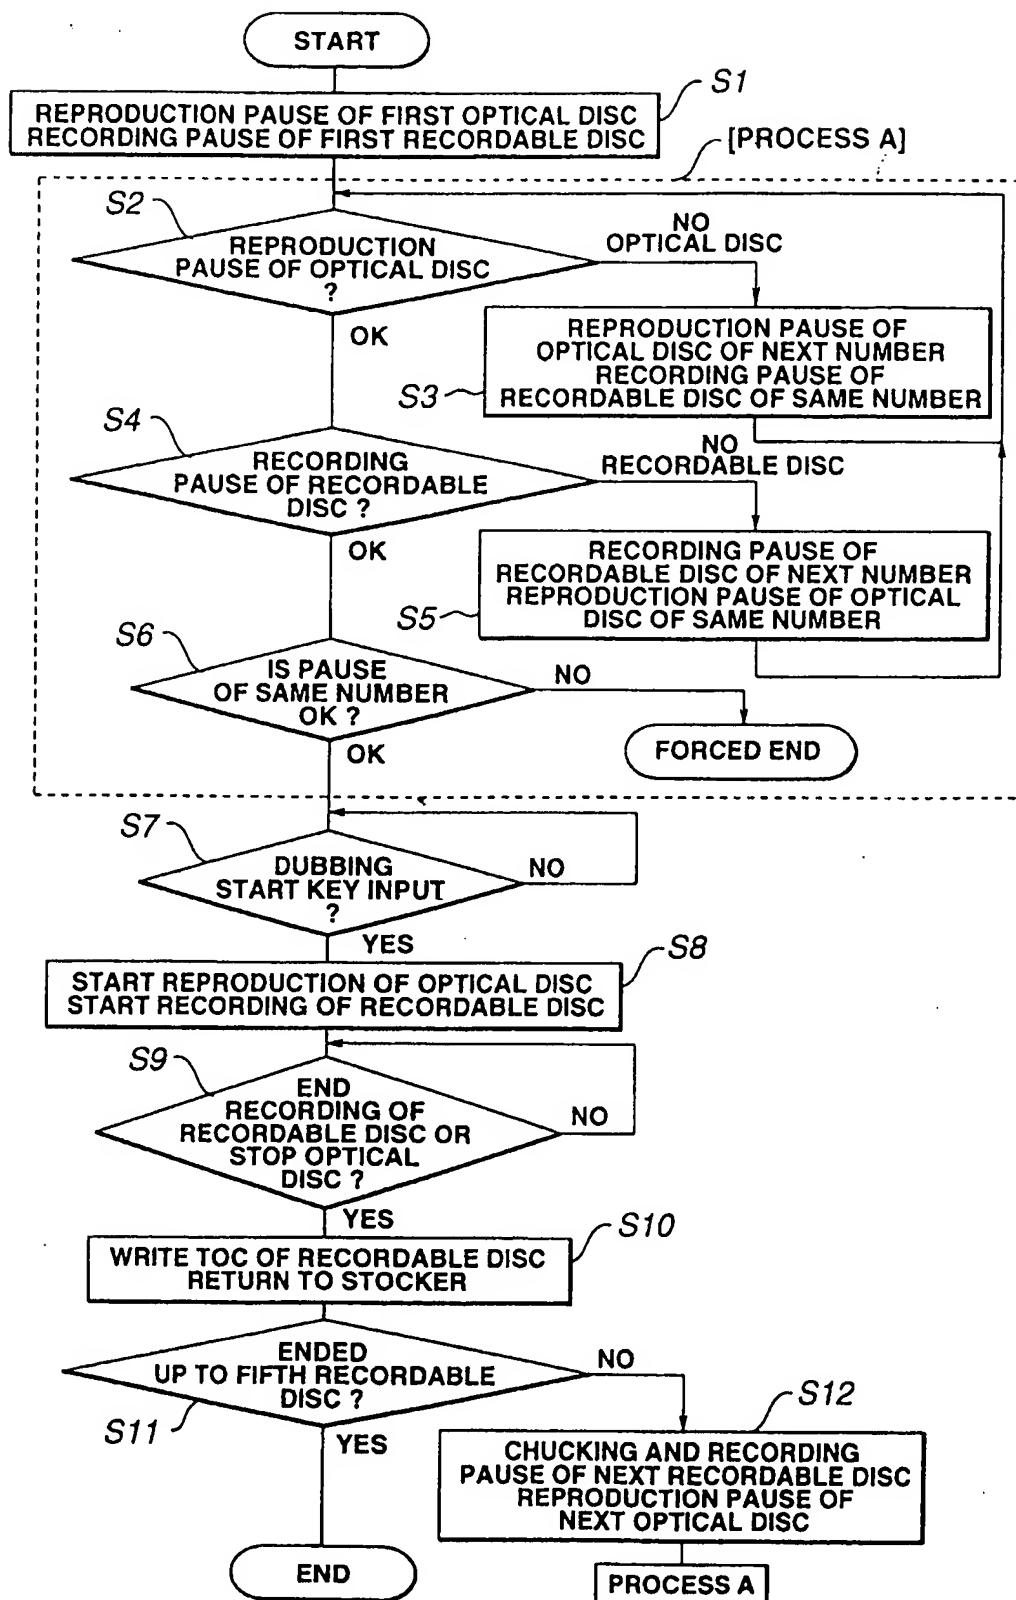 START
S1
REPRODUCTION PAUSE OF FIRST OPTICAL DISC
RECORDING PAUSE OF FIRST RECORDABLE DISC
[PROCESS A]
S2
REPRODUCTION
PAUSE OF OPTICAL DISC
?
NO
OPTICAL DISC
OK
REPRODUCTION PAUSE OF
OPTICAL DISC OF NEXT NUMBER
RECORDING PAUSE OF
RECORDABLE DISC OF SAME NUMBER
S3
S4
RECORDING
PAUSE OF RECORDABLE
DISC ?
NO
RECORDABLE DISC
OK
RECORDING PAUSE OF
RECORDABLE DISC OF NEXT NUMBER
REPRODUCTION PAUSE OF OPTICAL
DISC OF SAME NUMBER
S5
S6
IS PAUSE
OF SAME NUMBER
OK ?
NO
OK
FORCED END
S7
DUBBING
START KEY INPUT
?
NO
YES
S8
START REPRODUCTION OF OPTICAL DISC
START RECORDING OF RECORDABLE DISC
S9
END
RECORDING OF
RECORDABLE DISC OR
STOP OPTICAL
DISC ?
NO
YES
S10
WRITE TOC OF RECORDABLE DISC
RETURN TO STOCKER
ENDED
UP TO FIFTH RECORDABLE
DISC ?
NO
S11
YES
S12
CHUCKING AND RECORDING
PAUSE OF NEXT RECORDABLE DISC
REPRODUCTION PAUSE OF
NEXT OPTICAL DISC
END
PROCESS A